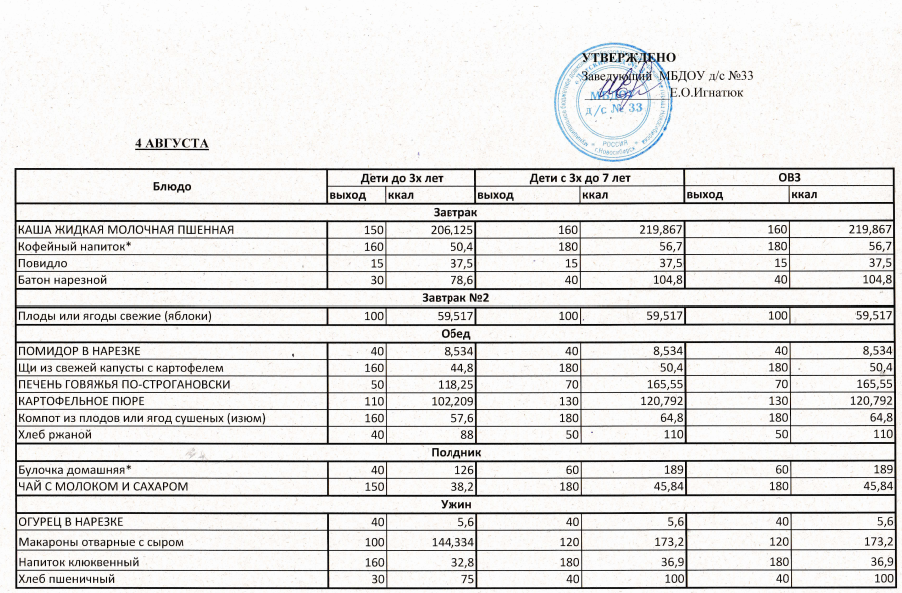 УТВЕРЖДЕНО
Заведующий МБДОУ д/с №33
Е.О.Игнатюк
МБДОУ
д/с № 33
РОССИЯ
г.Новосибирск
4 АВГУСТА
Блюдо Дети до 3х лет Дети с 3х до 7 лет ОВЗ
выход ккал выход ккал выход ккал
Завтрак
КАША ЖИДКАЯ МОЛОЧНАЯ ПШЕННАЯ 150 206,125 160 219,867 160 219,867
Кофейный напиток* 160 50,4 180 56,7 180 56,7
Повидло 15 37,5 15 37,5 15 37,5
Батон нарезной 30 78,6 40 104,8 40 104,8
Завтрак №2
Плоды или ягоды свежие (яблоки) 100 59,517 100 59,517 100 59,517
Обед
ПОМИДОР В НАРЕЗКЕ 40 8,534 40 8,534 40 8,534
Щи из свежей капусты с картофелем 160 44,8 180 50,4 180 50,4
ПЕЧЕНЬ ГОВЯЖЬЯ ПО-СТРОГАНОВСКИ 50 118,25 70 165,55 70 165,55
КАРТОФЕЛЬНОЕ ПЮРЕ 110 102,209 130 120,792 130 120,792
Компот из плодов или ягод сушеных (изюм) 160 57,6 180 64,8 180 64,8
Хлеб ржаной 40 88 50 110 50 110
Полдник
Булочка домашняя* 40 126 60 189 60 189
ЧАЙ С МОЛОКОМ И САХАРОМ 150 38,2 180 45,84 180 45,84
Ужин
ОГУРЕЦ В НАРЕЗКЕ 40 5,6 40 5,6 40 5,6
Макароны отварные с сыром 100 144,334 120 173,2 120 173,2
Напиток клюквенный 160 32,8 180 36,9 180 36,9
Хлеб пшеничный 30 75 40 100 40 100